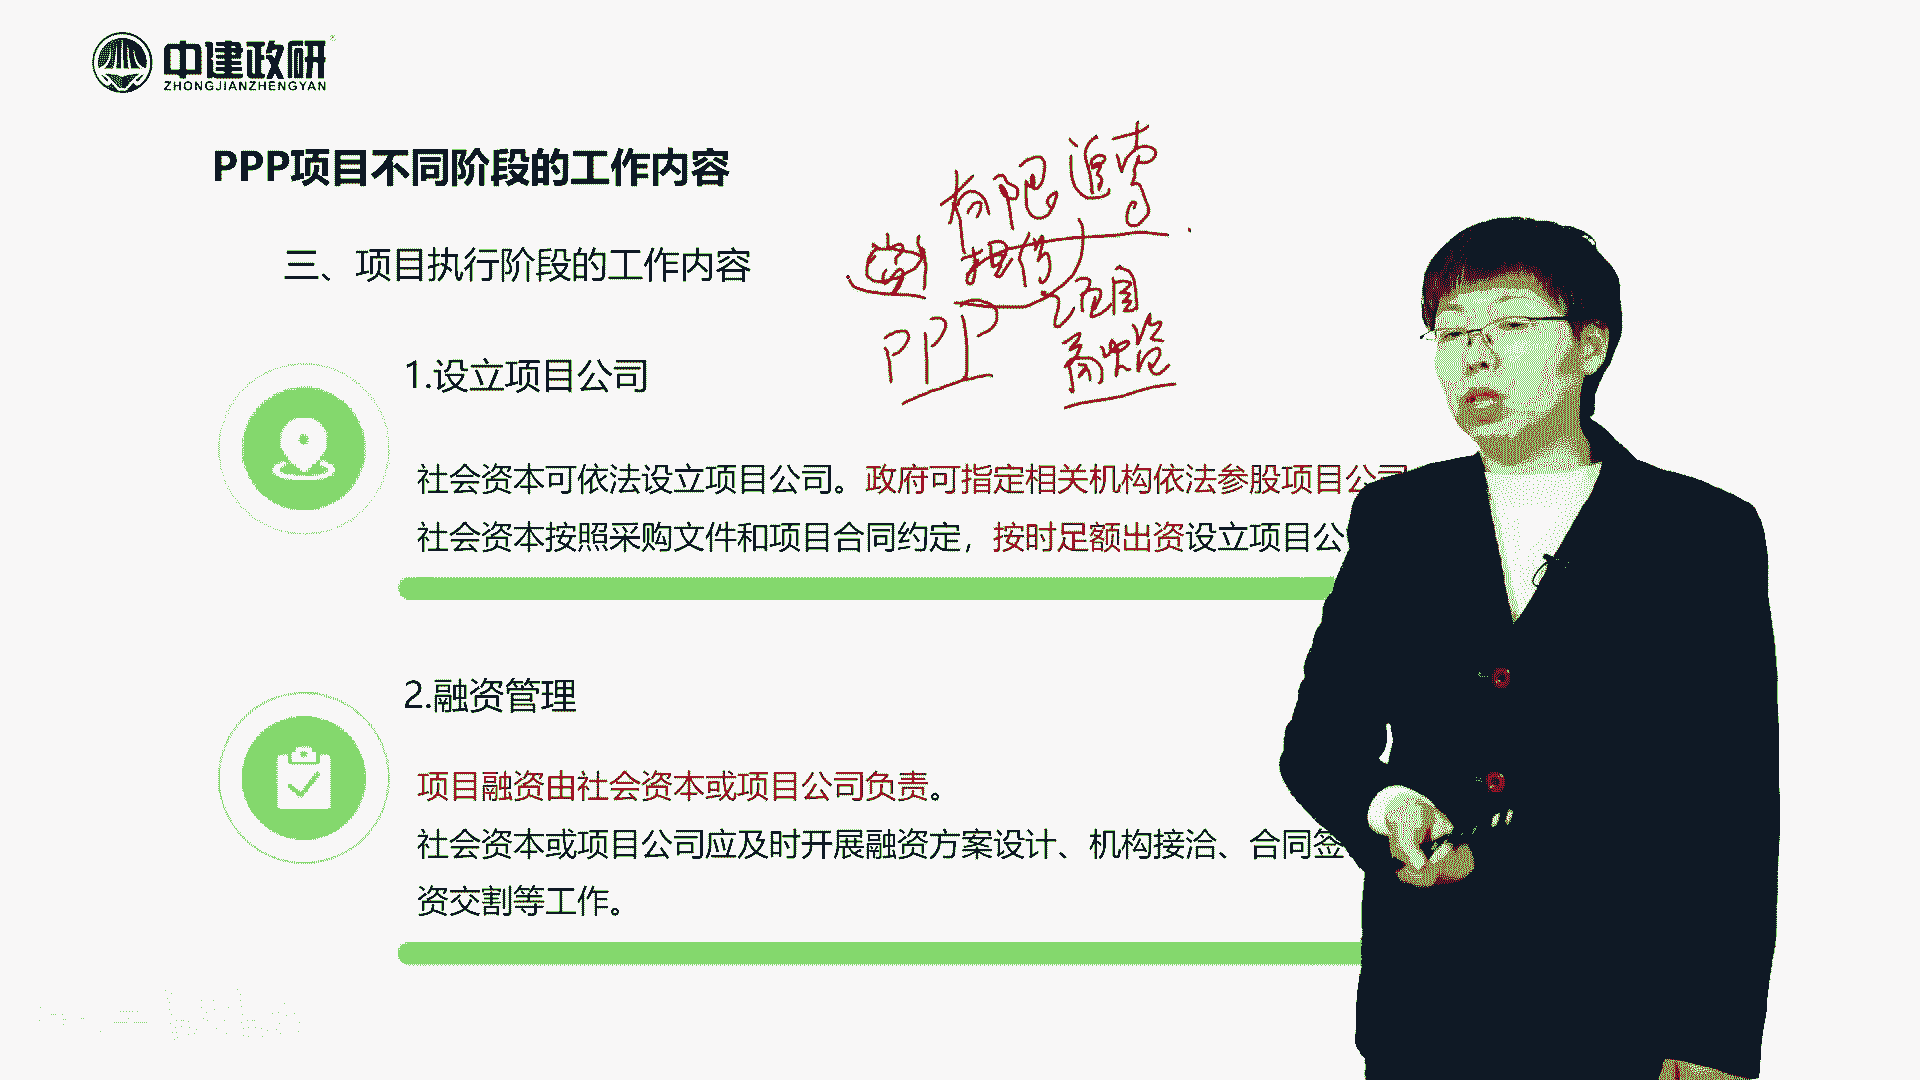 中建政研
ZHONGJIANZHENGYAN
PPP项目不同阶段的工作内容
有限追索
担保
PPP
项目
融资
三、项目执行阶段的工作内容
1.设立项目公司
社会资本可依法设立项目公司。政府可指定相关机构依法参股项目公司
社会资本按照采购文件和项目合同约定，按时足额出资设立项目公
2.融资管理
项目融资由社会资本或项目公司负责。
社会资本或项目公司应及时开展融资方案设计、机构接洽、合同签
资交割等工作。